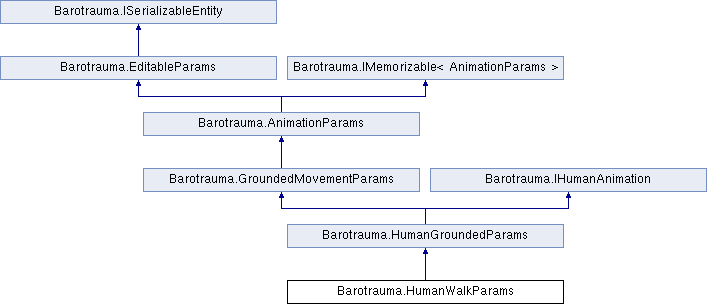 Barotrauma.ISerializableEntity
Barotrauma.EditableParams
Barotrauma.IMemorizable< AnimationParams >
Barotrauma.AnimationParams
Barotrauma.GroundedMovementParams
Barotrauma.IHumanAnimation
Barotrauma.HumanGroundedParams
Barotrauma.HumanWalkParams